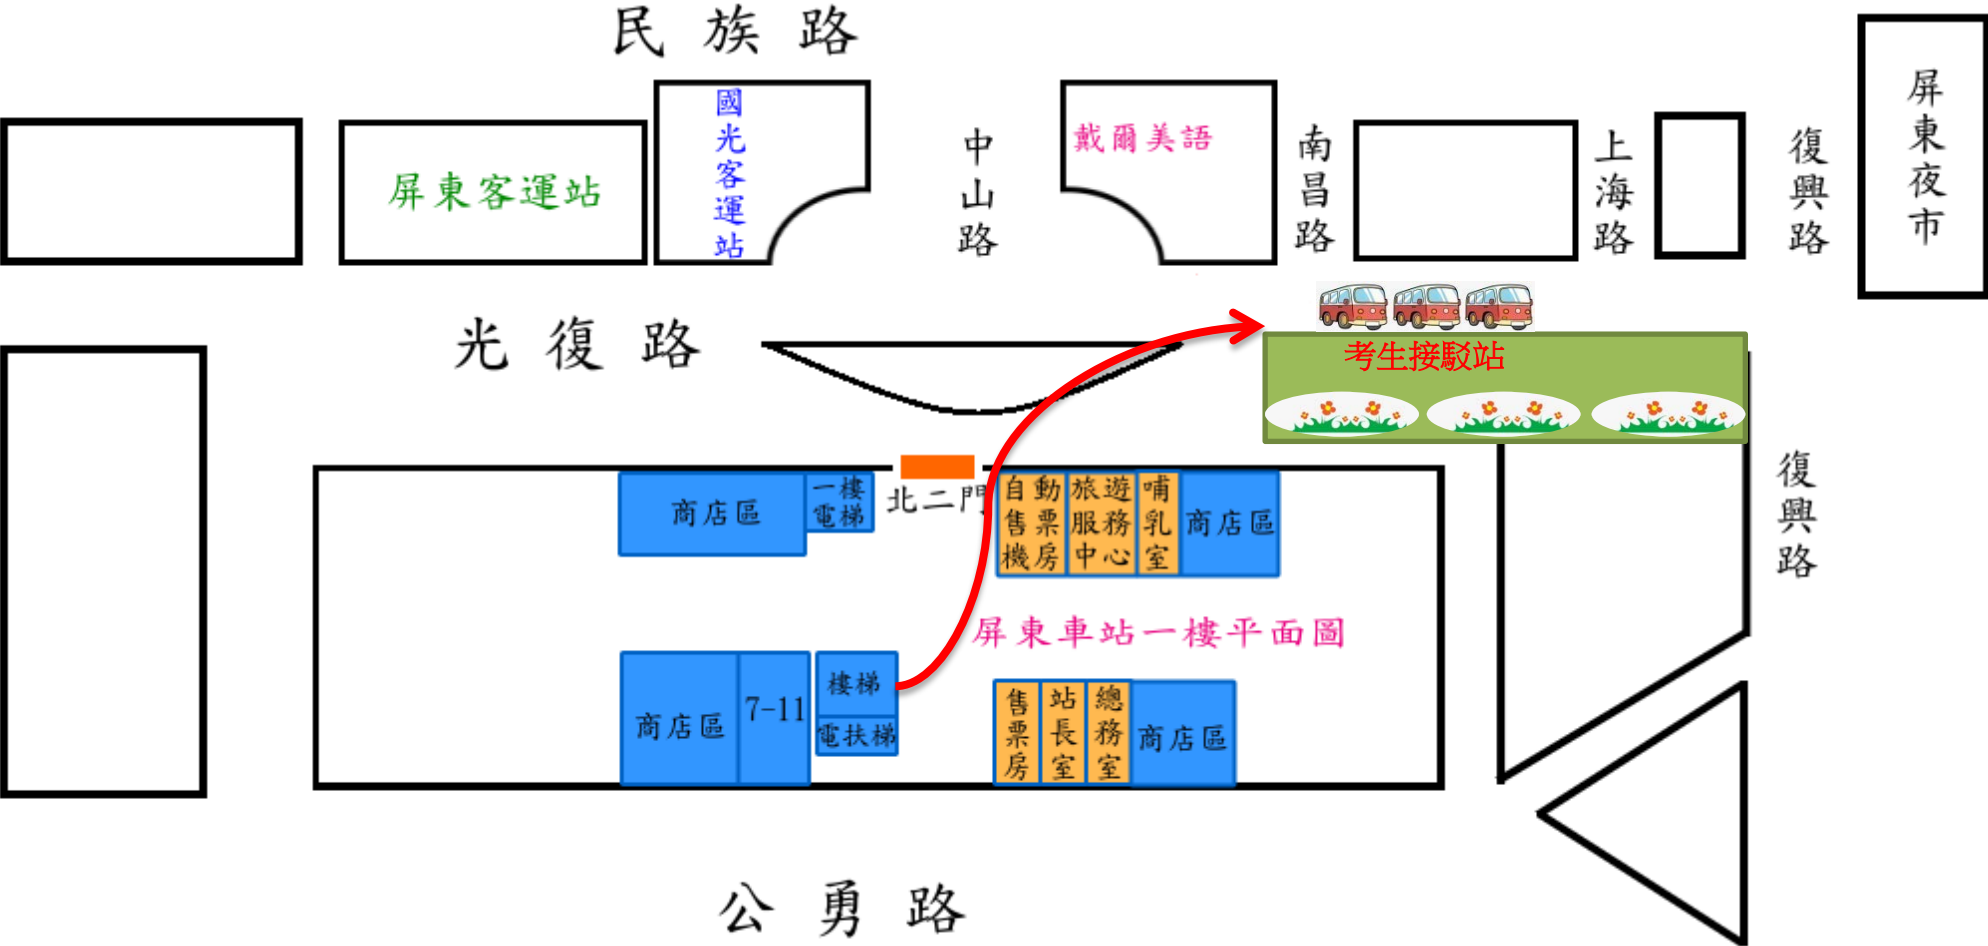 民族路
國光客運站
屏東客運站
中山路
戴爾美語
南昌路
上海路
復興路
屏東夜市
光復路
考生接駁站
復興路
北二門
商店區
一樓
電梯
自動
售票
機房
旅遊
服務
中心
哺乳室
商店區
屏東車站一樓平面圖
商店區
7-11
樓梯
電扶梯
售票房
站長室
總務室
商店區
公勇路